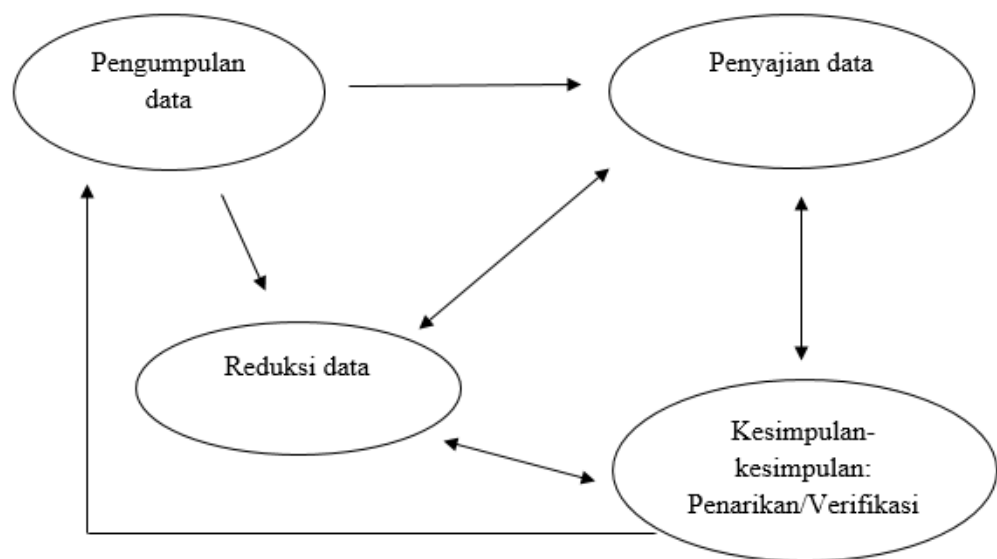 Pengumpulan
data
Penyajian data
Reduksi data
Kesimpulan-
kesimpulan:
Penarikan/Verifikasi